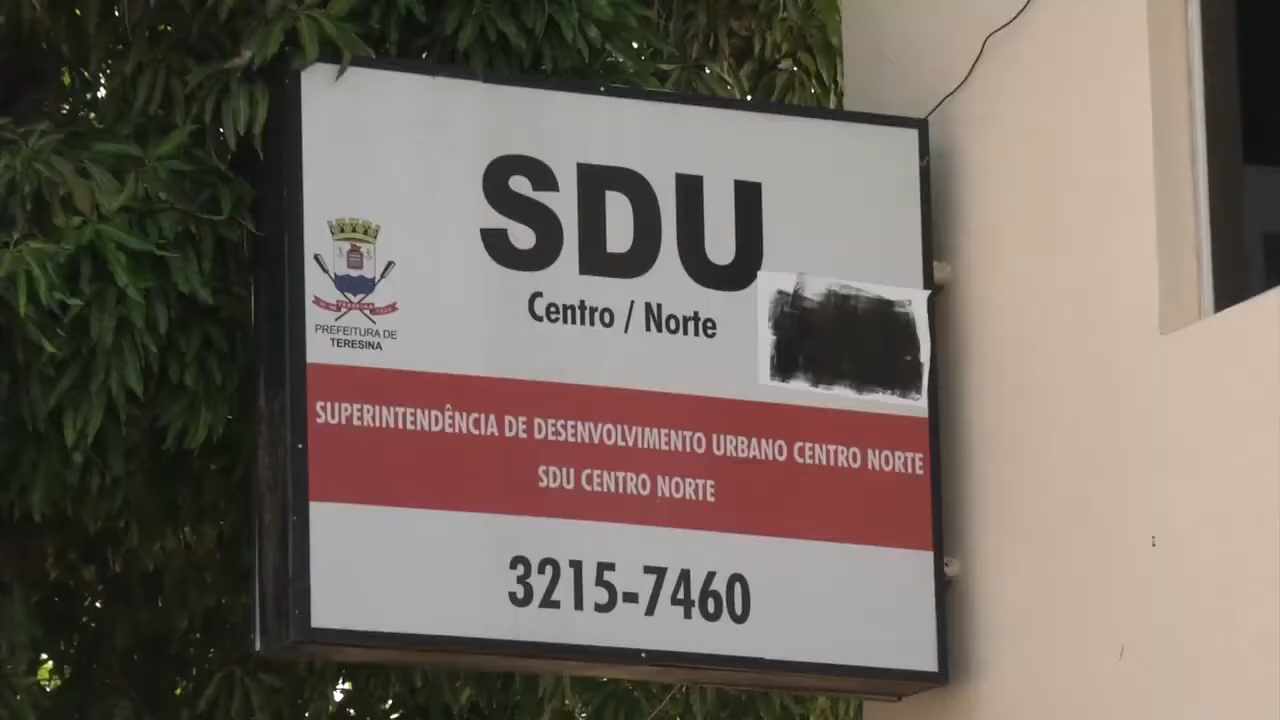 SDU
Centro / Norte
PREFEITURA DE
TERESINA
SUPERINTENDÊNCIA DE DESENVOLVIMENTO URBANO CENTRO NORTE
SDU CENTRO NORTE
3215-7460